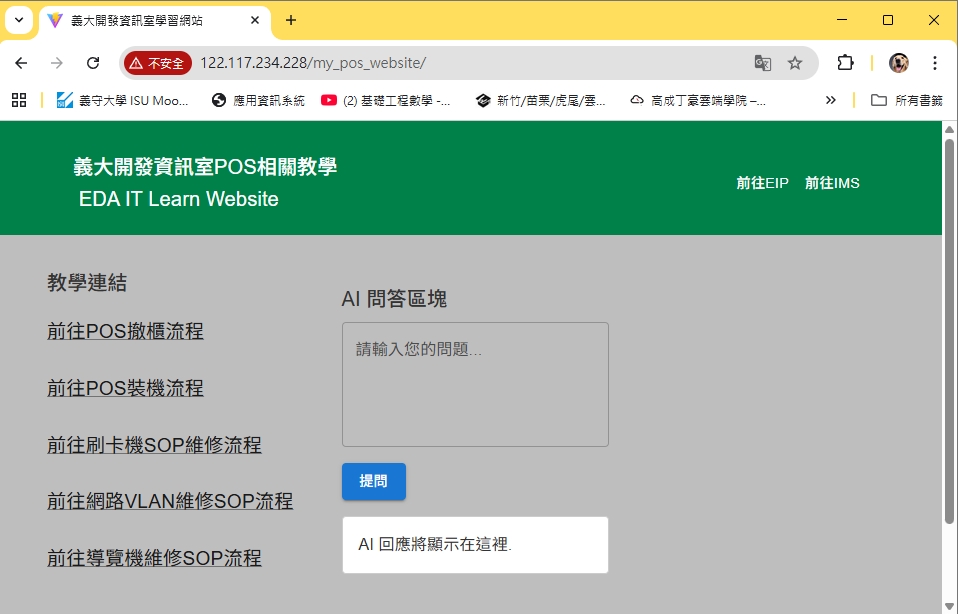 義大開發資訊室學習網站
不安全
122.117.234.228/my_pos_website/
義守大學 ISU Moo...
應用資訊系統
(2) 基礎工程數學 -...
新竹/苗栗/虎尾/雲...
高成丁豪雲端學院 –...
所有書籤
義大開發資訊室POS相關教學
EDA IT Learn Website
前往EIP
前往IMS
教學連結
前往POS撤櫃流程
前往POS裝機流程
前往刷卡機SOP維修流程
前往網路VLAN維修SOP流程
前往導覽機維修SOP流程
AI 問答區塊
請輸入您的問題...
提問
AI 回應將顯示在這裡.